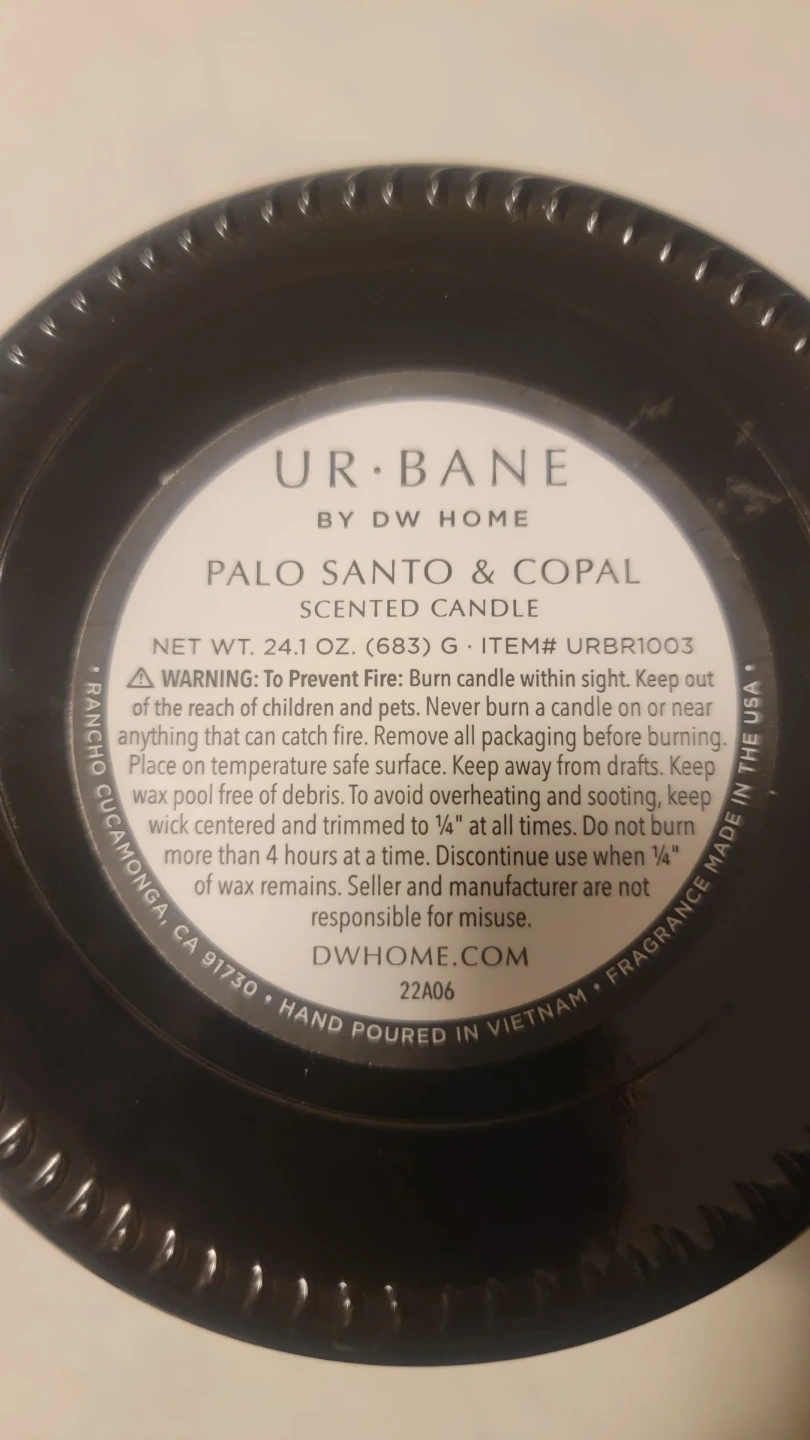 UR·BANE
BY DW HOME
PALO SANTO & COPAL
SCENTED CANDLE
NET WT. 24.1 OZ. (683) G · ITEM# URBR1003
⚠ WARNING: To Prevent Fire: Burn candle within sight. Keep out
of the reach of children and pets. Never burn a candle on or near
anything that can catch fire. Remove all packaging before burning.
Place on temperature safe surface. Keep away from drafts. Keep
wax pool free of debris. To avoid overheating and sooting, keep
wick centered and trimmed to ¼" at all times. Do not burn
more than 4 hours at a time. Discontinue use when ¼"
of wax remains. Seller and manufacturer are not
responsible for misuse.
DWHOME.COM
22A06
• RANCHO CUCAMONGA, CA 91730 • HAND POURED IN VIETNAM • FRAGRANCE MADE IN THE USA •